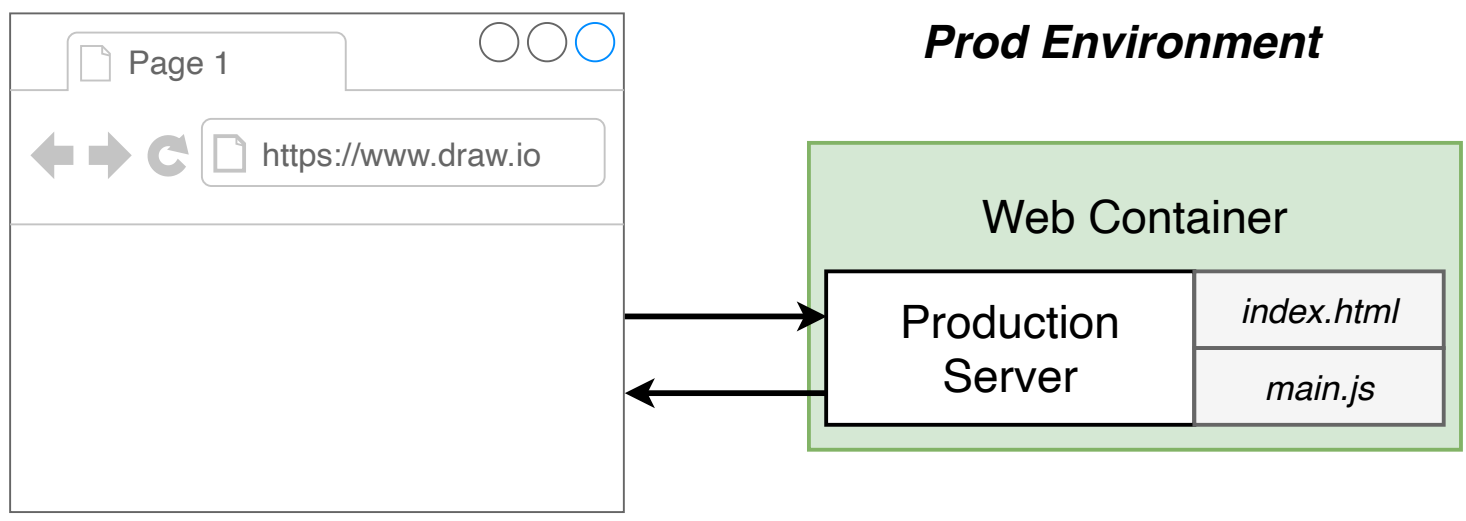 Page 1
https://www.draw.io
Prod Environment
Web Container
Production
Server
index.html
main.js